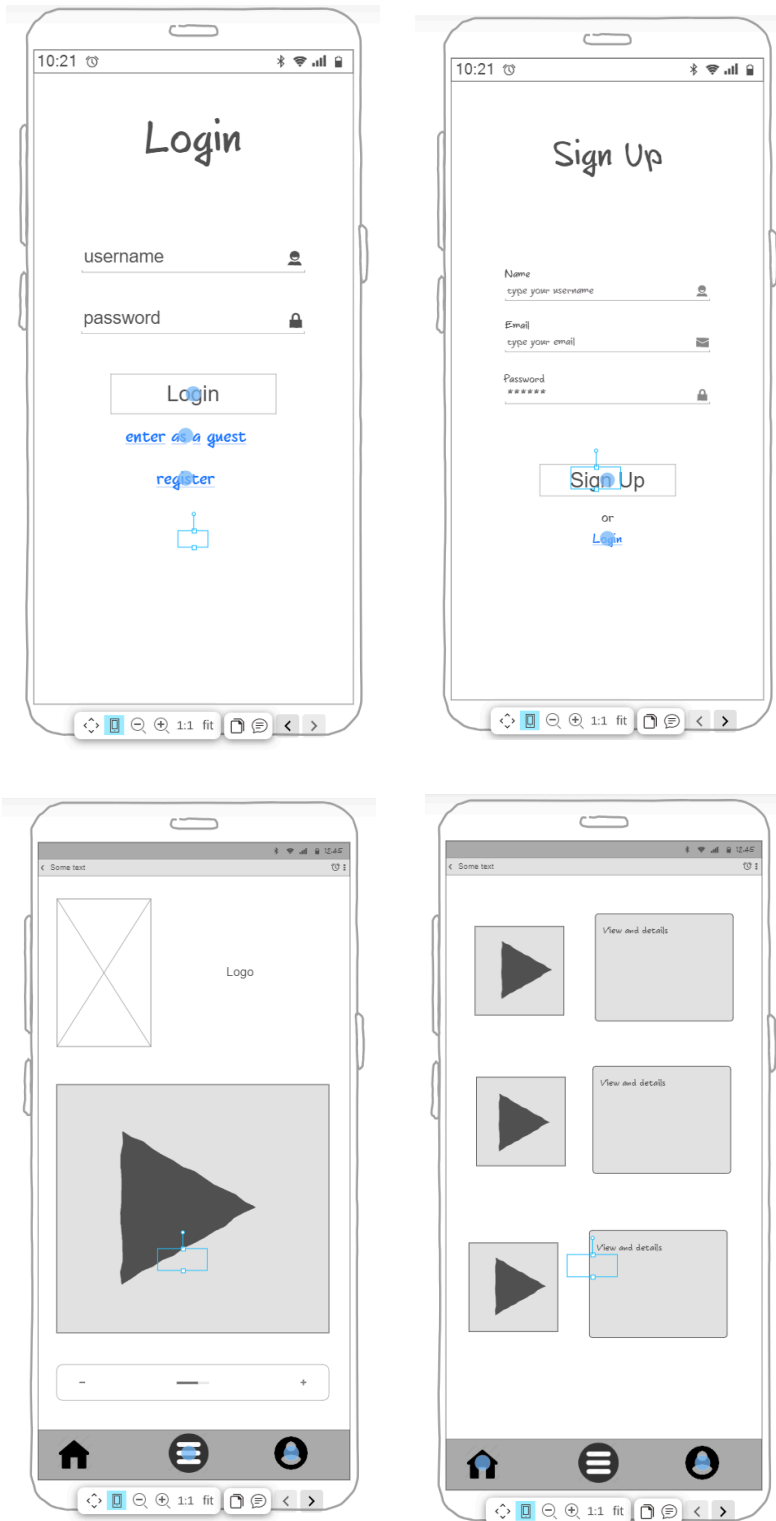 10:21
Login
username
password
Login
enter as a guest
register
1:1 fit
10:21
Sign Up
Name
type your username
Email
type your email
Password
******
Sign Up
or
Login
1:1 fit
12.45
Some text
Logo
- +
1:1 fit
12.45
Some text
View and details
View and details
View and details
1:1 fit